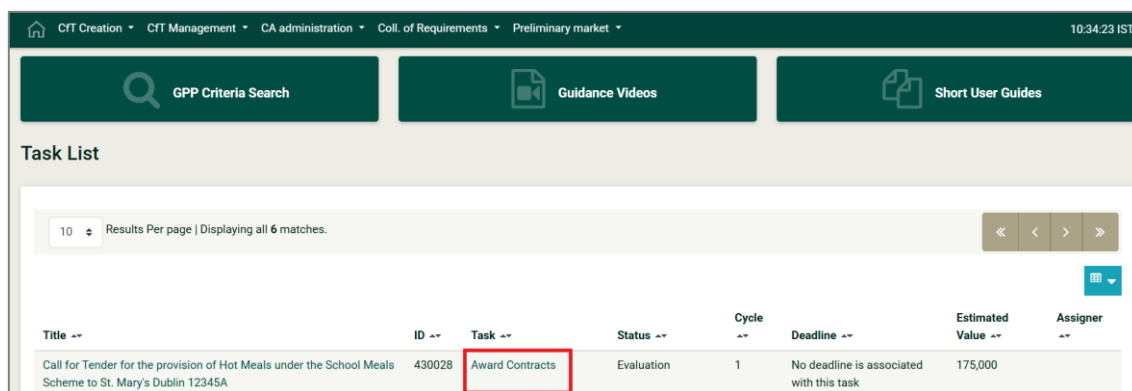 CfT Creation CfT Management CA administration Coll. of Requirements Preliminary market 10:34:23 IST
GPP Criteria Search Guidance Videos Short User Guides
Task List
10 Results Per page | Displaying all 6 matches.
« < > »
Title ID Task Status Cycle Deadline Estimated Value Assigner
Call for Tender for the provision of Hot Meals under the School Meals 430028 Award Contracts Evaluation 1 No deadline is associated 175,000
Scheme to St. Mary's Dublin 12345A with this task